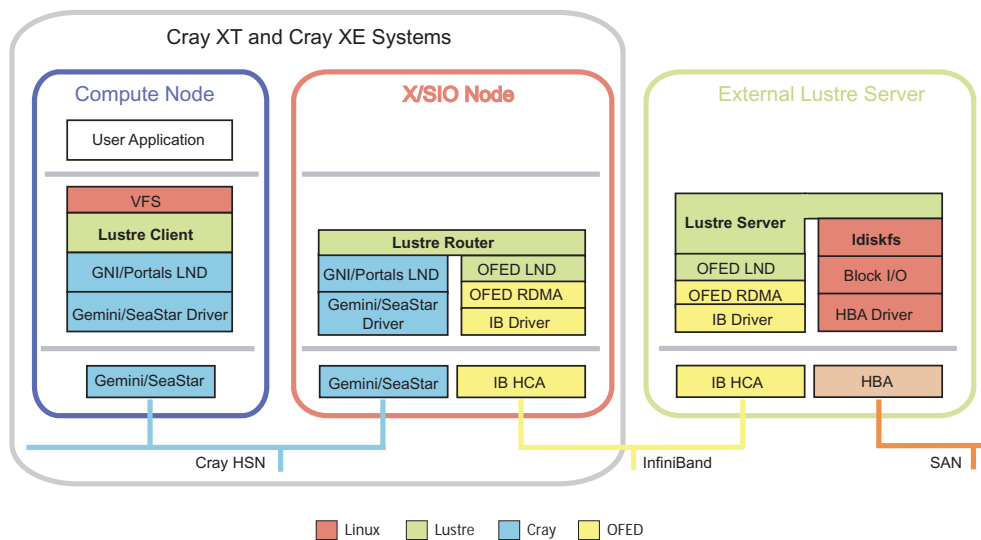 Cray XT and Cray XE Systems
Compute Node
User Application
VFS
Lustre Client
GNI/Portals LND
Gemini/SeaStar Driver
Gemini/SeaStar
X/SIO Node
Lustre Router
GNI/Portals LND
Gemini/SeaStar
Driver
OFED LND
OFED RDMA
IB Driver
Gemini/SeaStar
IB HCA
External Lustre Server
Lustre Server
OFED LND
OFED RDMA
IB Driver
ldiskfs
Block I/O
HBA Driver
IB HCA
HBA
Cray HSN
InfiniBand
SAN
Linux
Lustre
Cray
OFED